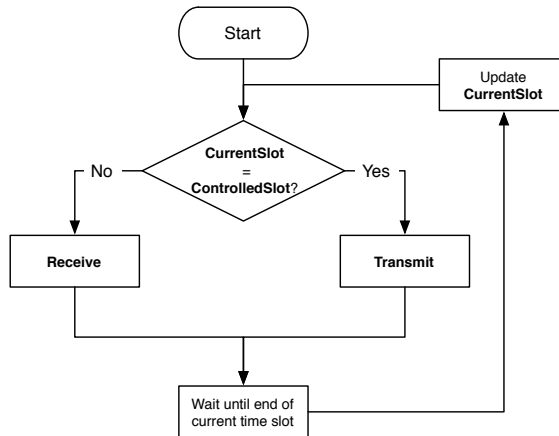 Start
Update
CurrentSlot
CurrentSlot
=
ControlledSlot?
No
Yes
Receive
Transmit
Wait until end of
current time slot